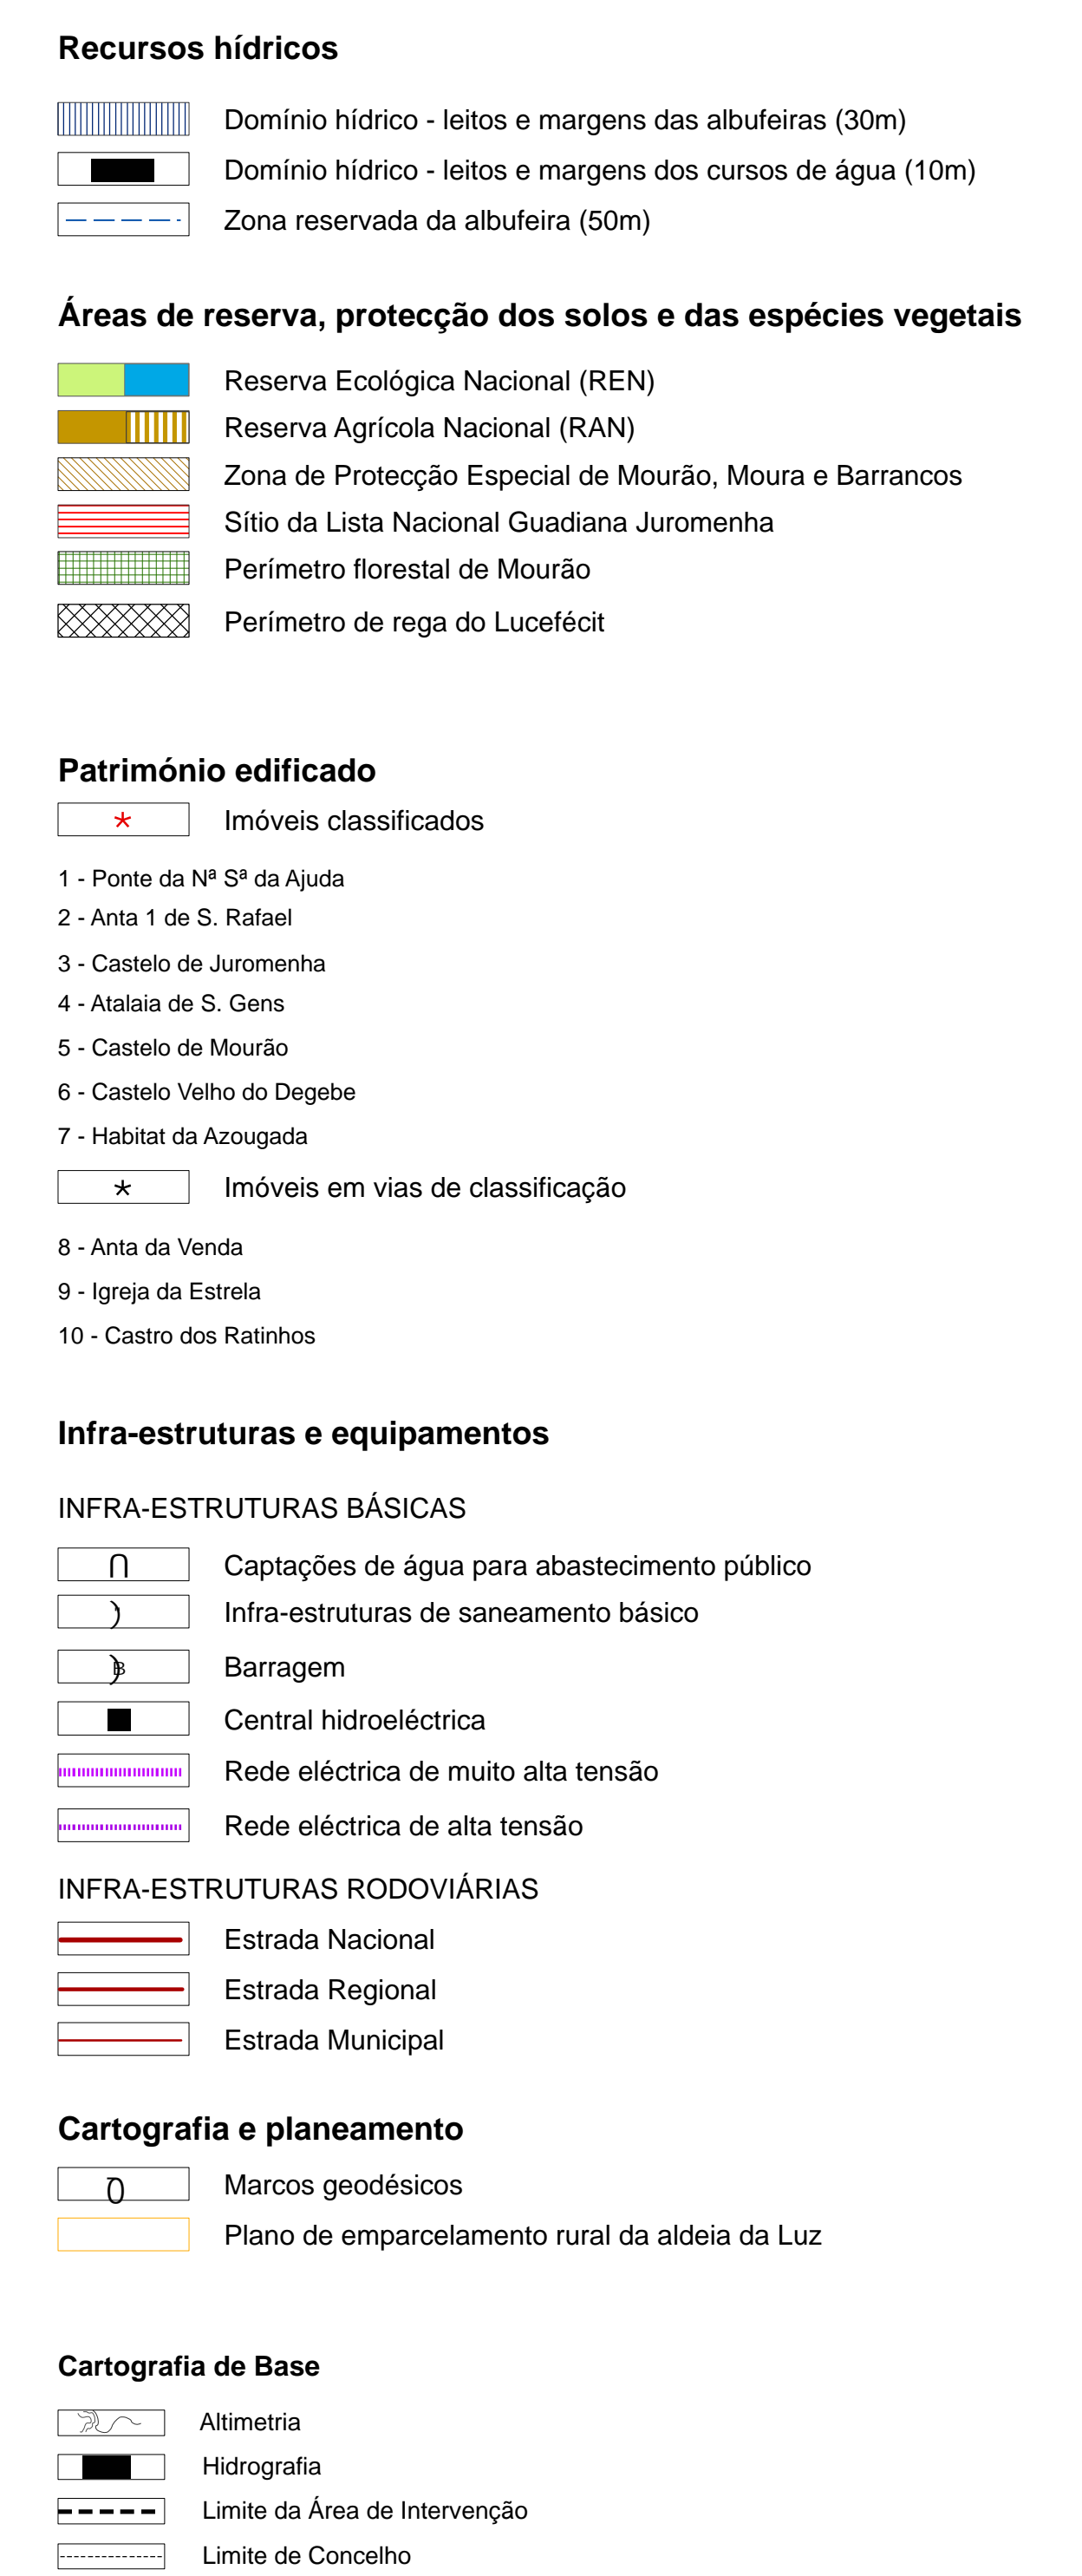 Recursos hídricos
Domínio hídrico - leitos e margens das albufeiras (30m)
Domínio hídrico - leitos e margens dos cursos de água (10m)
Zona reservada da albufeira (50m)
Áreas de reserva, protecção dos solos e das espécies vegetais
Reserva Ecológica Nacional (REN)
Reserva Agrícola Nacional (RAN)
Zona de Protecção Especial de Mourão, Moura e Barrancos
Sítio da Lista Nacional Guadiana Juromenha
Perímetro florestal de Mourão
Perímetro de rega do Lucefécit
Património edificado
Imóveis classificados
1 - Ponte da Nª Sª da Ajuda
2 - Anta 1 de S. Rafael
3 - Castelo de Juromenha
4 - Atalaia de S. Gens
5 - Castelo de Mourão
6 - Castelo Velho do Degebe
7 - Habitat da Azougada
Imóveis em vias de classificação
8 - Anta da Venda
9 - Igreja da Estrela
10 - Castro dos Ratinhos
Infra-estruturas e equipamentos
INFRA-ESTRUTURAS BÁSICAS
Captações de água para abastecimento público
Infra-estruturas de saneamento básico
B Barragem
Central hidroeléctrica
Rede eléctrica de muito alta tensão
Rede eléctrica de alta tensão
INFRA-ESTRUTURAS RODOVIÁRIAS
Estrada Nacional
Estrada Regional
Estrada Municipal
Cartografia e planeamento
Marcos geodésicos
Plano de emparcelamento rural da aldeia da Luz
Cartografia de Base
Altimetria
Hidrografia
Limite da Área de Intervenção
Limite de Concelho